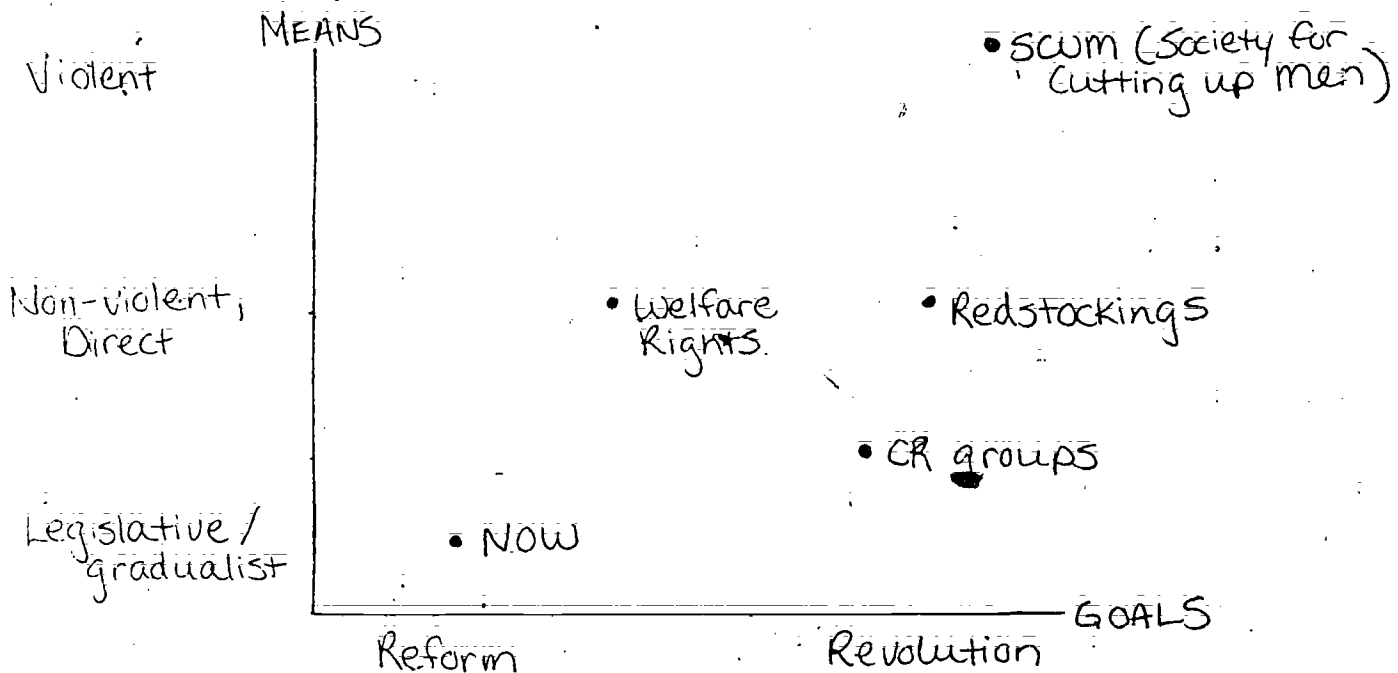 MEANS
Violent
• SCUM (Society for
Cutting up men)
Non-violent,
Direct
• Welfare
Rights.
• Redstockings
• CR groups
Legislative/
gradualist
• NOW
GOALS
Reform
Revolution